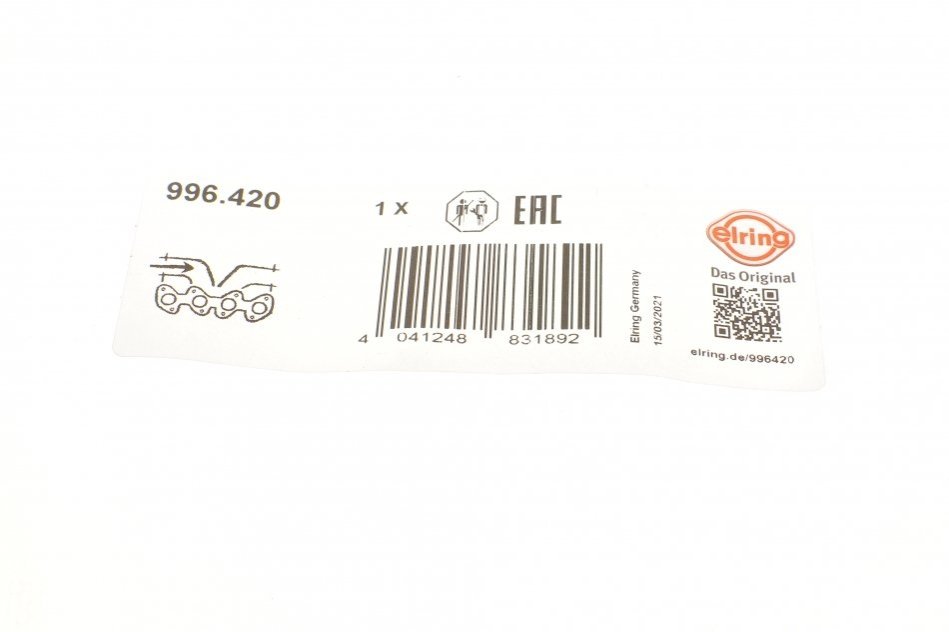 996.420
1 X
EAC
4 041248 831892
Elring Germany
15/03/2021
elring
Das Original
elring.de/996420